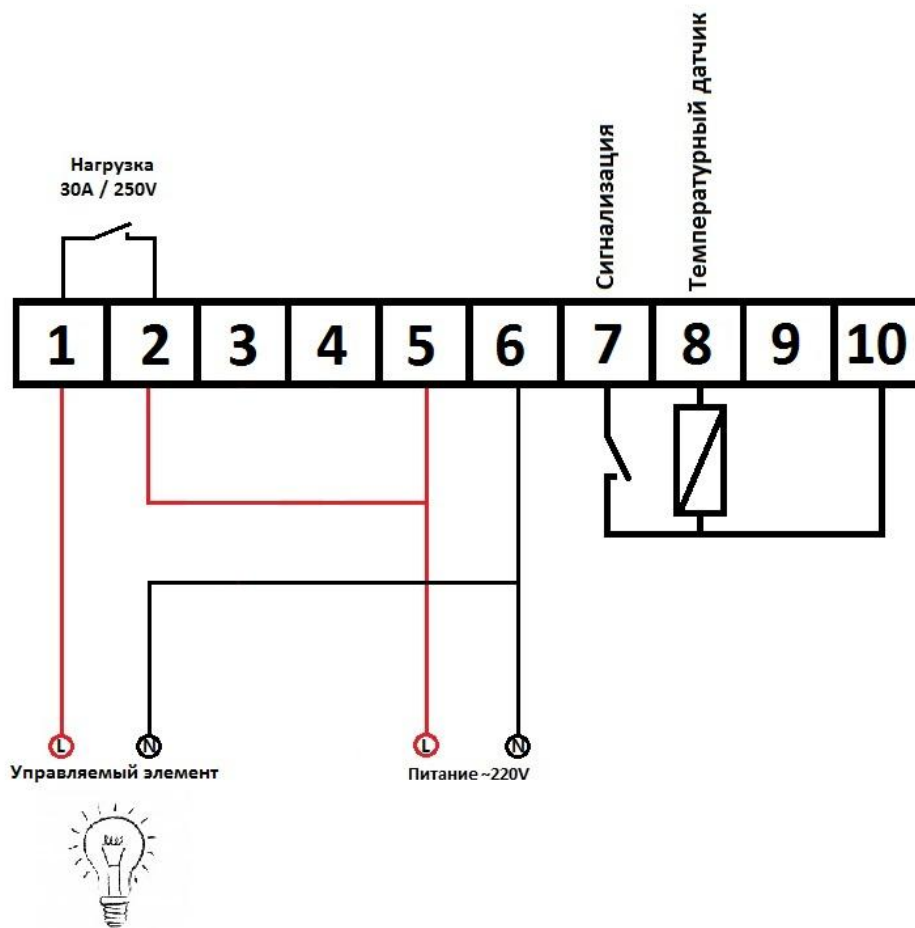 Температурный датчик
Сигнализация
Нагрузка
30A / 250V
1 2 3 4 5 6 7 8 9 10
L N L N
Управляемый элемент
Питание ~220V